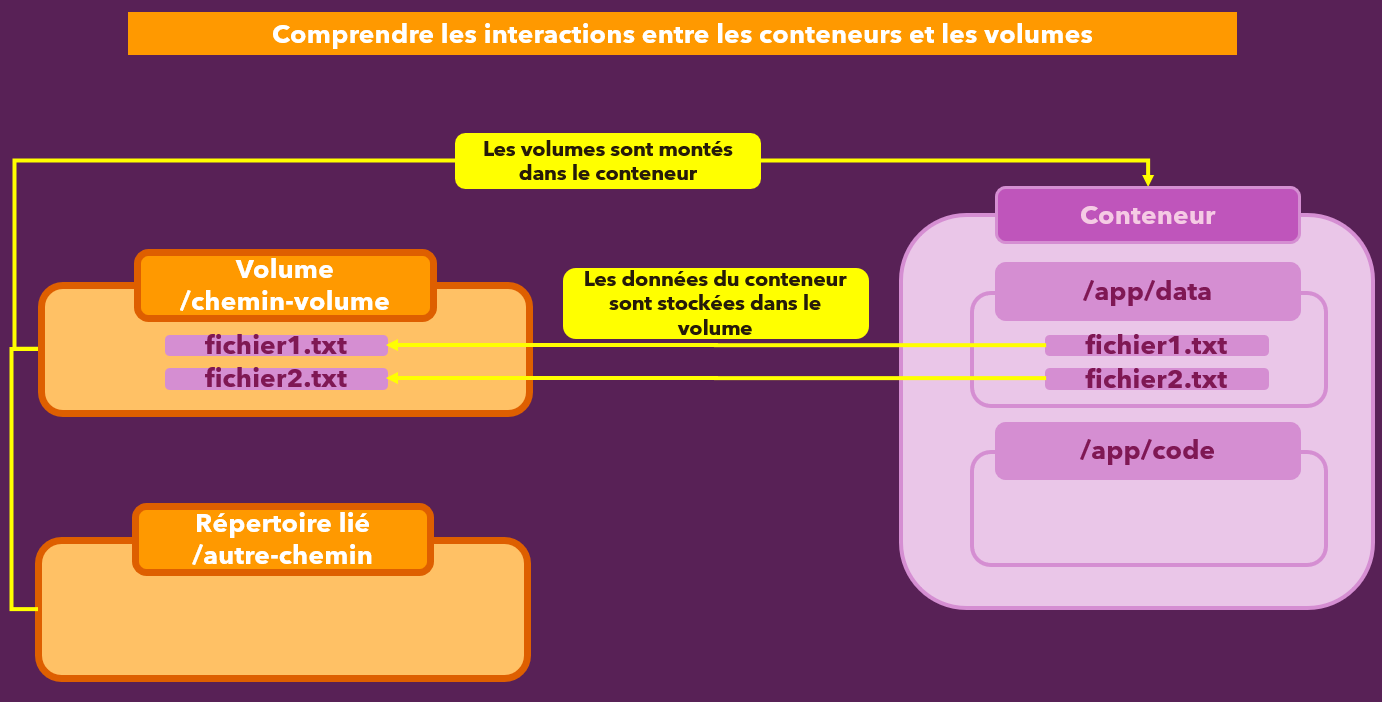 Comprendre les interactions entre les conteneurs et les volumes
Les volumes sont montés
dans le conteneur
Conteneur
Volume
/chemin-volume
Les données du conteneur
sont stockées dans le
volume
/app/data
fichier1.txt
fichier1.txt
fichier2.txt
fichier2.txt
/app/code
Répertoire lié
/autre-chemin